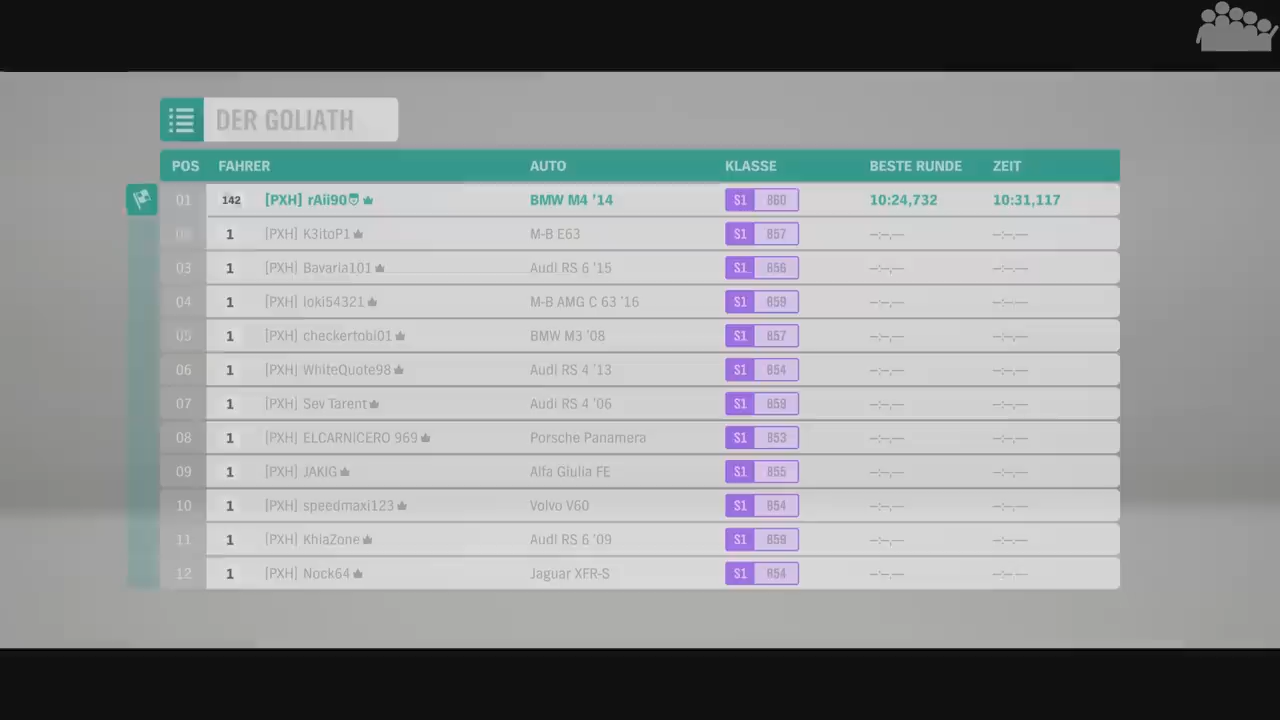 DER GOLIATH
POS FAHRER AUTO KLASSE BESTE RUNDE ZEIT
01 142 [PXH] rAii90 BMW M4 '14 S1 860 10:24,732 10:31,117
1 [PXH] K3itoP1 M-B E63 S1 857 --:--,--- --:--,---
03 1 [PXH] Bavaria101 Audi RS 6 '15 S1 856 --:--,--- --:--,---
04 1 [PXH] loki54321 M-B AMG C 63 '16 S1 859 --:--,--- --:--,---
05 1 [PXH] checkertobi01 BMW M3 '08 S1 857 --:--,--- --:--,---
06 1 [PXH] WhiteQuote98 Audi RS 4 '13 S1 854 --:--,--- --:--,---
07 1 [PXH] Sev Tarent Audi RS 4 '06 S1 --:--,--- --:--,---
08 1 [PXH] ELCARNICERO 969 Porsche Panamera S1 853 --:--,--- --:--,---
09 1 [PXH] JAKIG Alfa Giulia FE S1 855 --:--,--- --:--,---
10 1 [PXH] speedmaxi123 Volvo V60 S1 854 --:--,--- --:--,---
11 1 [PXH] KhiaZone Audi RS 6 '09 S1 --:--,--- --:--,---
12 1 [PXH] Nock64 Jaguar XFR-S S1 854 --:--,--- --:--,---